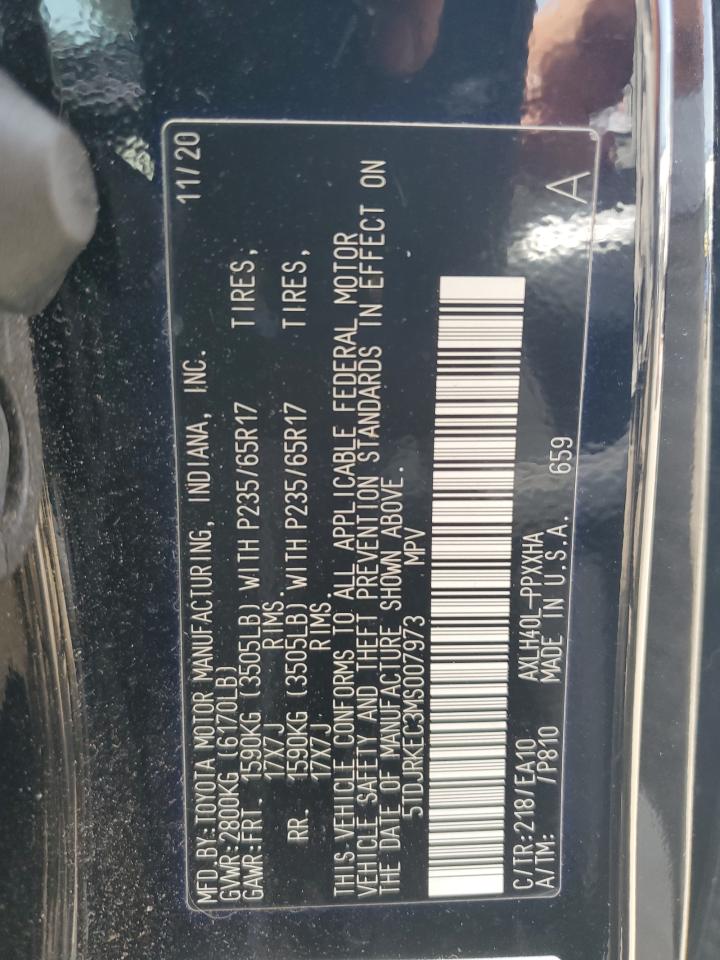 MFD BY:TOYOTA MOTOR MANUFACTURING, INDIANA, INC. 11/20
GVWR:2800KG (6170LB)
GAWR:FRT. 1590KG (3505LB) WITH P235/65R17 TIRES,
17X7J RIMS.
RR. 1590KG (3505LB) WITH P235/65R17 TIRES,
17X7J RIMS.
THIS VEHICLE CONFORMS TO ALL APPLICABLE FEDERAL MOTOR
VEHICLE SAFETY AND THEFT PREVENTION STANDARDS IN EFFECT ON
THE DATE OF MANUFACTURE SHOWN ABOVE.
5TDJRKEC3MS007973 MPV
C/TR:218/EA10 AXLH40L-PPXXHA A
A/TM: /P810 MADE IN U.S.A. 659